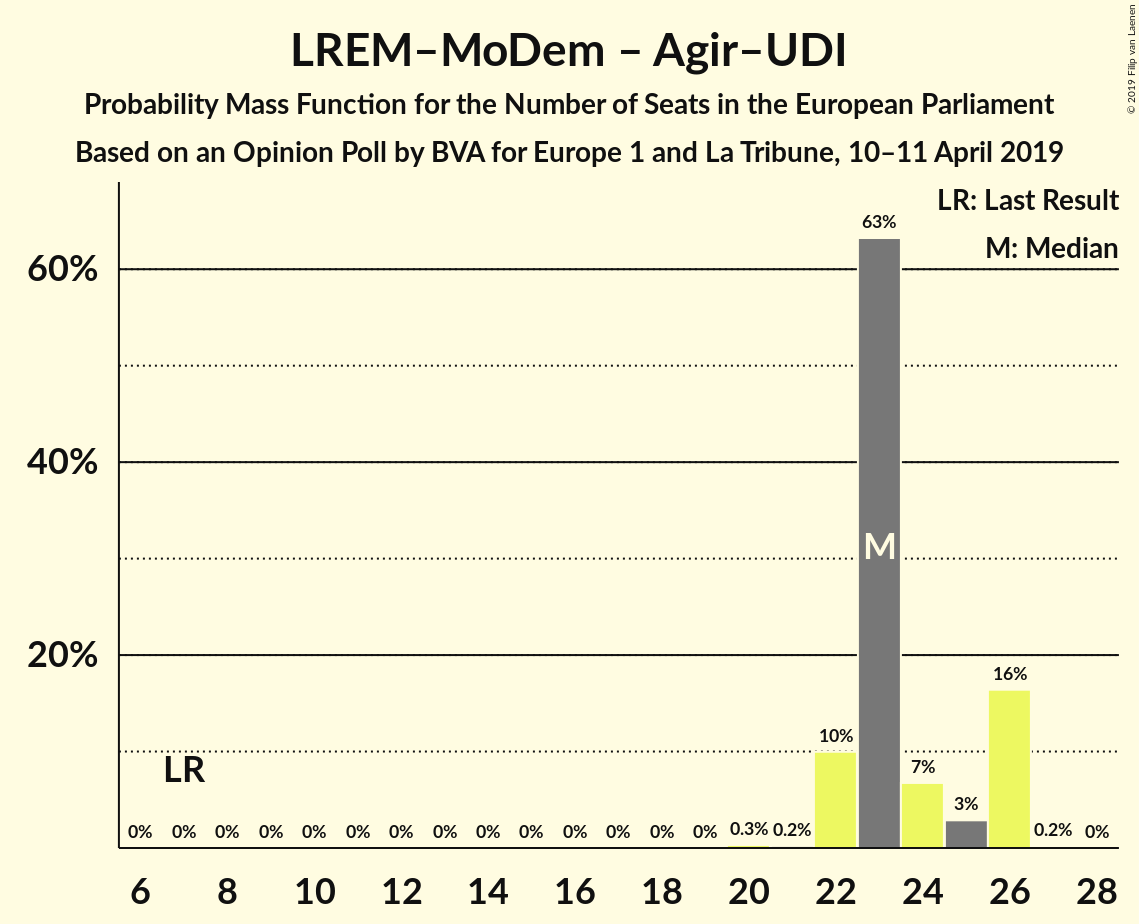 LREM–MoDem – Agir–UDI
Probability Mass Function for the Number of Seats in the European Parliament
Based on an Opinion Poll by BVA for Europe 1 and La Tribune, 10–11 April 2019
© 2019 Filip van Laenen
LR: Last Result
M: Median
63%
60%
40%
M
20%
16%
10%
7%
LR
3%
0% 0% 0% 0% 0% 0% 0% 0% 0% 0% 0% 0% 0% 0% 0.3% 0.2% 0.2% 0%
6 8 10 12 14 16 18 20 22 24 26 28